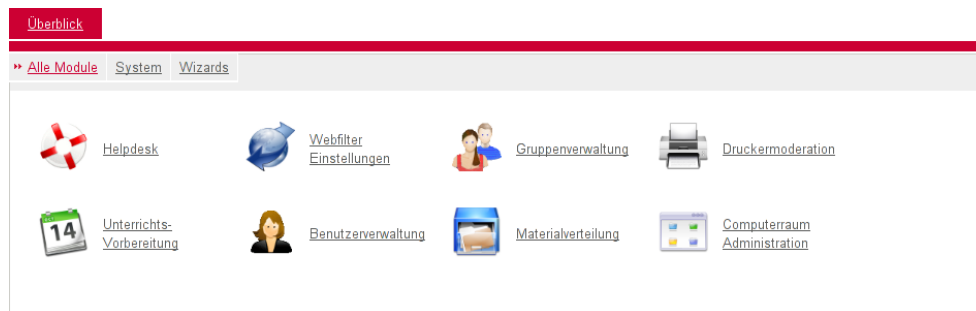 Überblick
Alle Module System Wizards
Helpdesk
Webfilter
Einstellungen
Gruppenverwaltung
Druckermoderation
14
Unterrichts-
Vorbereitung
Benutzerverwaltung
Materialverteilung
Computerraum
Administration